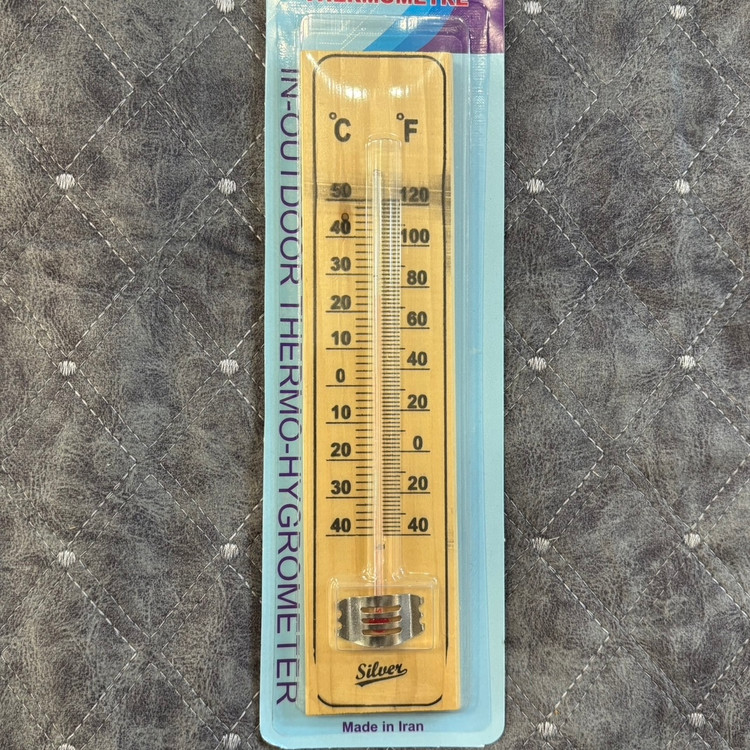 THERMOMETRE
IN-OUTDOOR THERMO-HYGROMETER
°C °F
50 120
40 100
30 80
20 60
10 40
0 20
10 0
20 20
30 40
40
Silver
Made in Iran